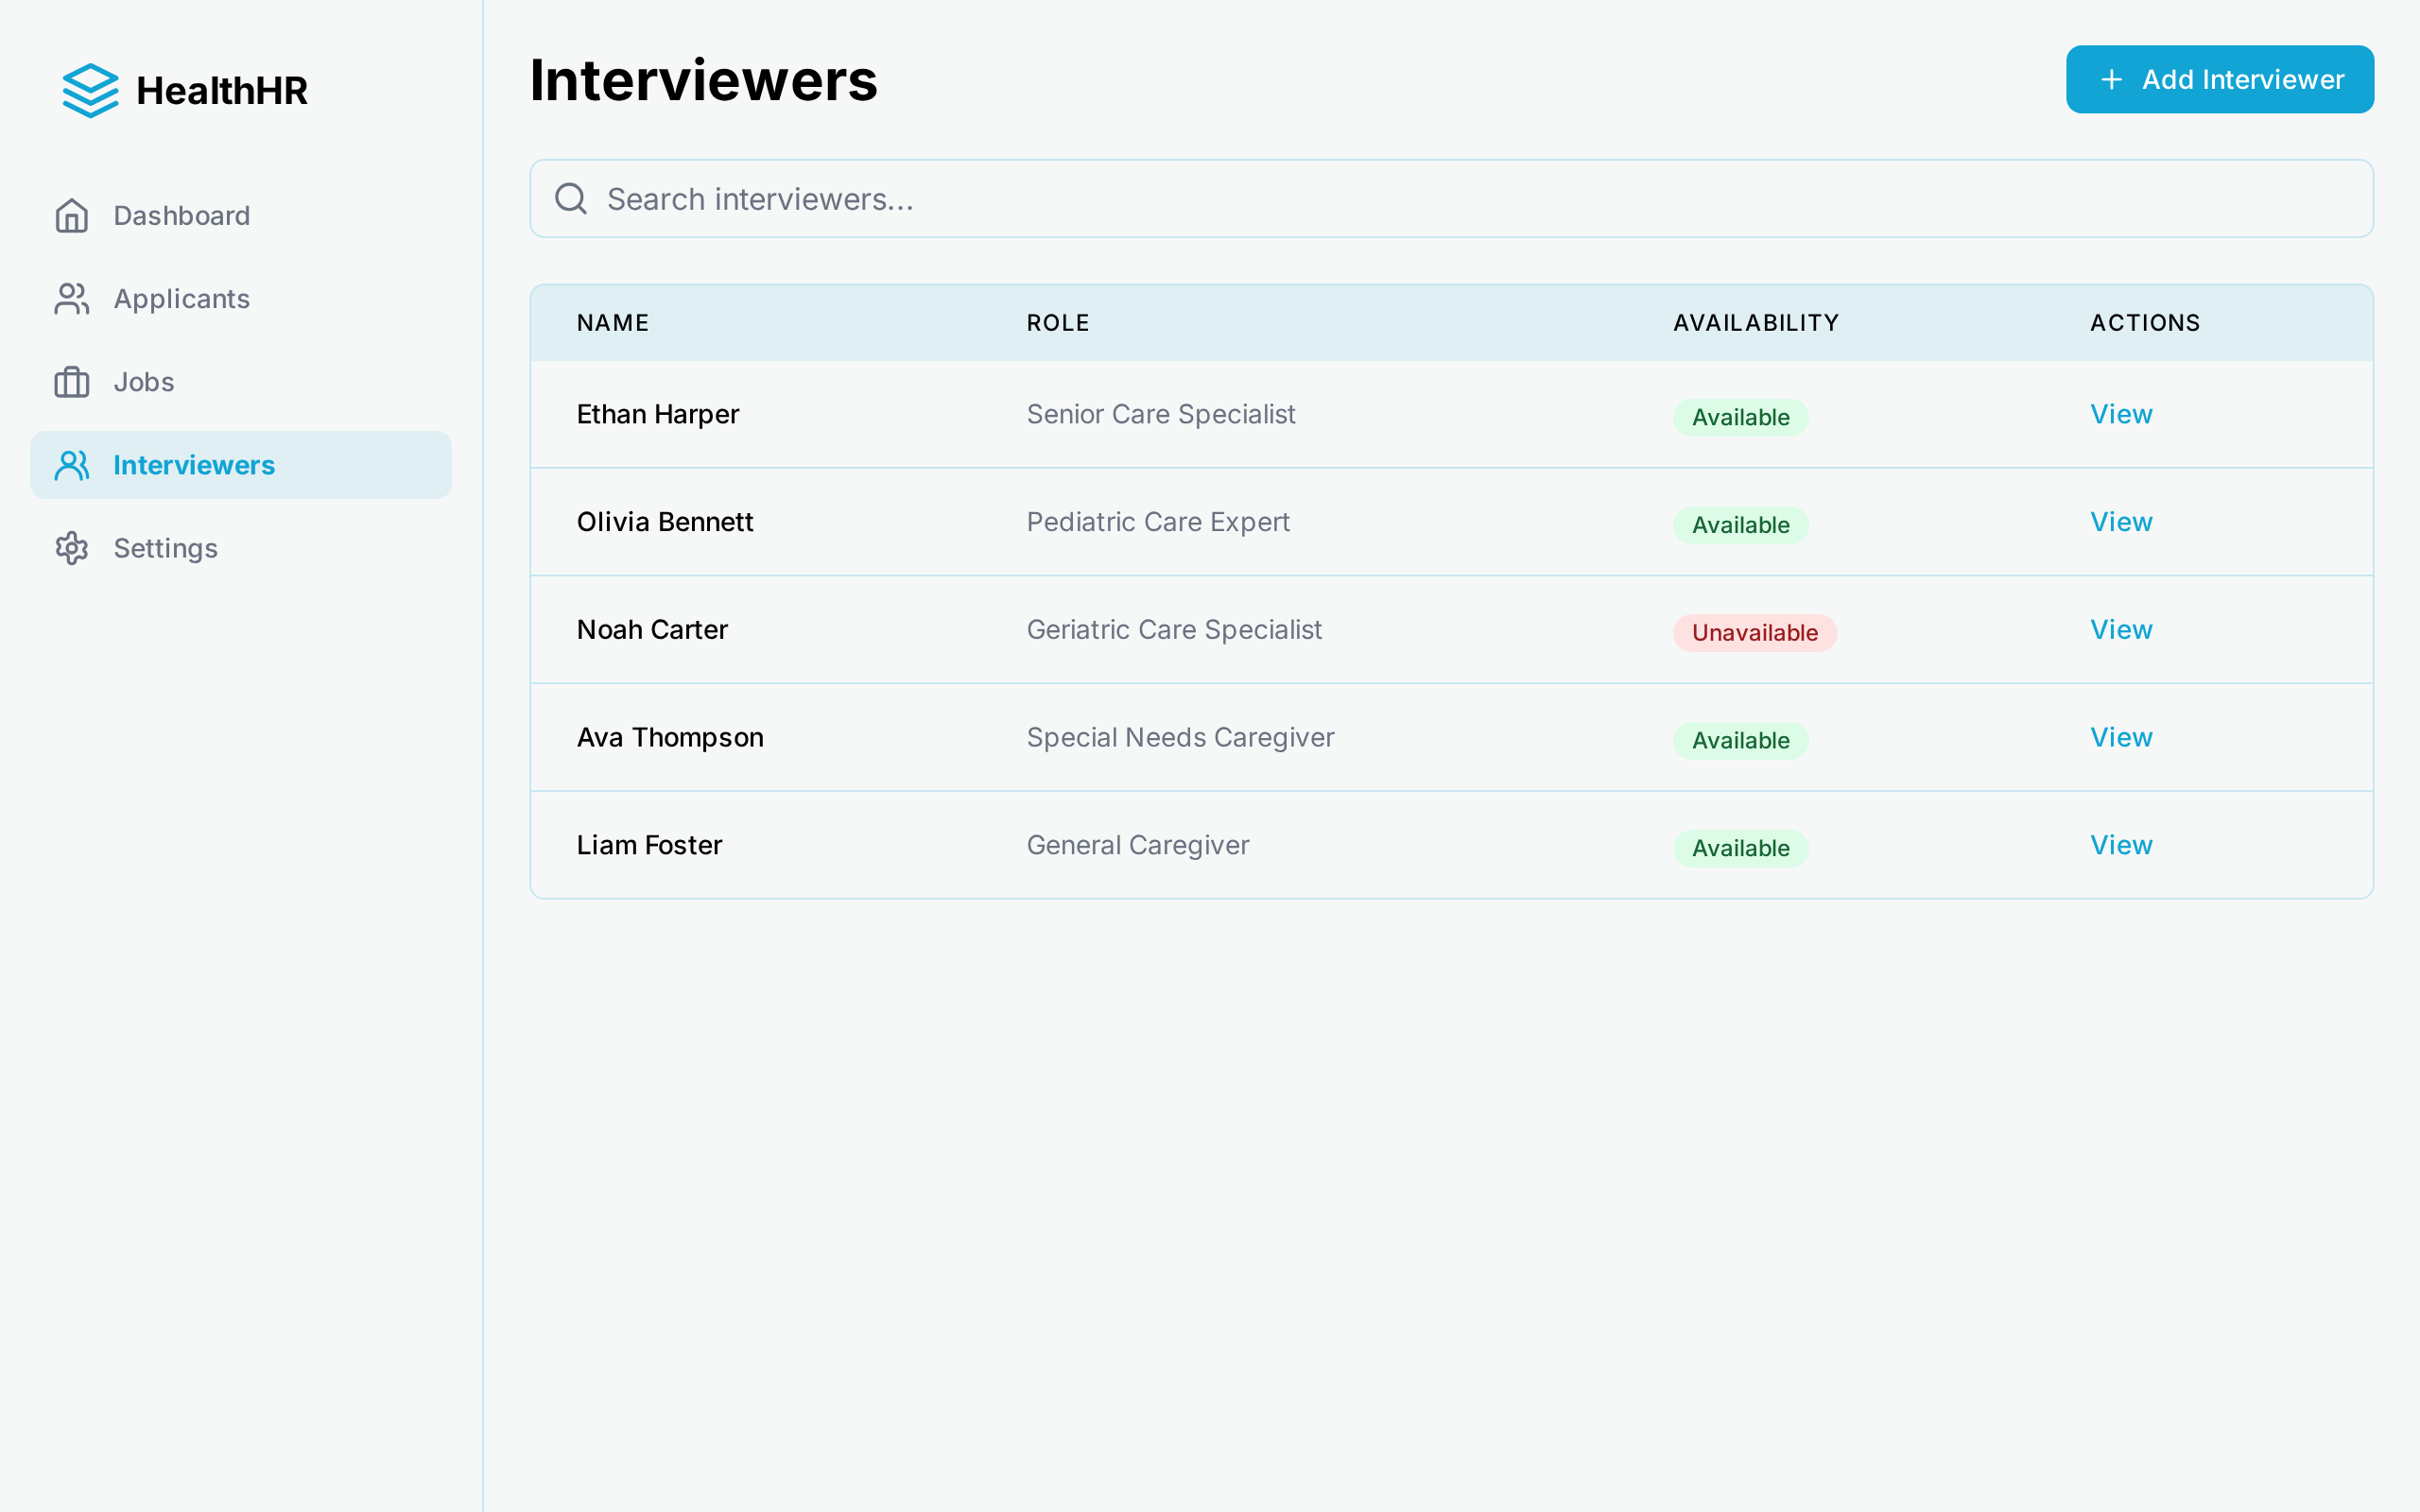 HealthHR
Dashboard
Applicants
Jobs
Interviewers
Settings
Interviewers
Add Interviewer
Search interviewers...
NAME ROLE AVAILABILITY ACTIONS
Ethan Harper Senior Care Specialist Available View
Olivia Bennett Pediatric Care Expert Available View
Noah Carter Geriatric Care Specialist Unavailable View
Ava Thompson Special Needs Caregiver Available View
Liam Foster General Caregiver Available View